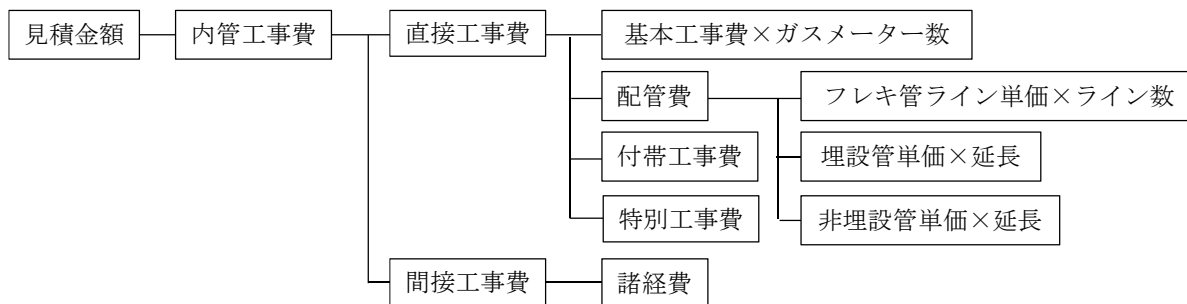 見積金額
内管工事費
直接工事費
基本工事費×ガスメーター数
配管費
フレキ管ライン単価×ライン数
付帯工事費
埋設管単価×延長
特別工事費
非埋設管単価×延長
間接工事費
諸経費